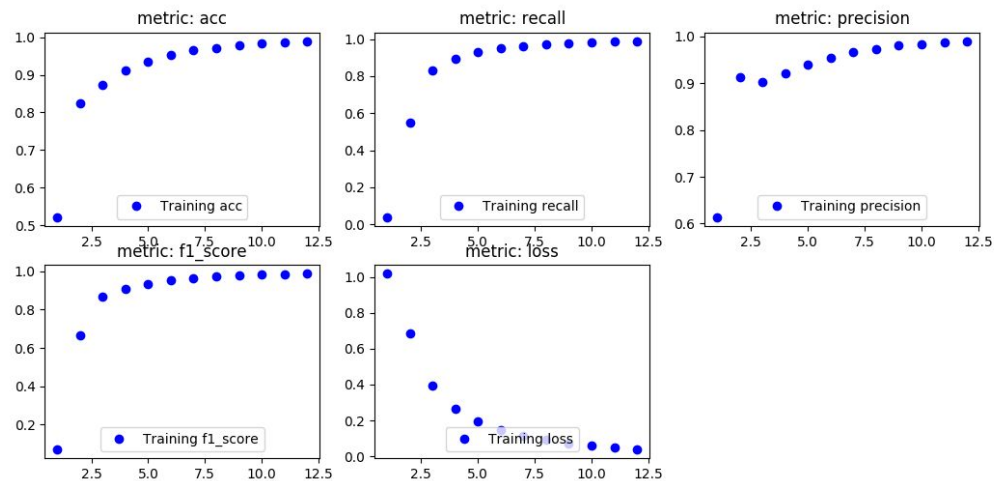 metric: acc
1.0
0.9
0.8
0.7
0.6
0.5
2.5 5.0 7.5 10.0 12.5
Training acc
metric: recall
1.0
0.8
0.6
0.4
0.2
0.0
2.5 5.0 7.5 10.0 12.5
Training recall
metric: precision
1.0
0.9
0.8
0.7
0.6
2.5 5.0 7.5 10.0 12.5
Training precision
metric: f1_score
1.0
0.8
0.6
0.4
0.2
2.5 5.0 7.5 10.0 12.5
Training f1_score
metric: loss
1.0
0.8
0.6
0.4
0.2
0.0
2.5 5.0 7.5 10.0 12.5
Training loss